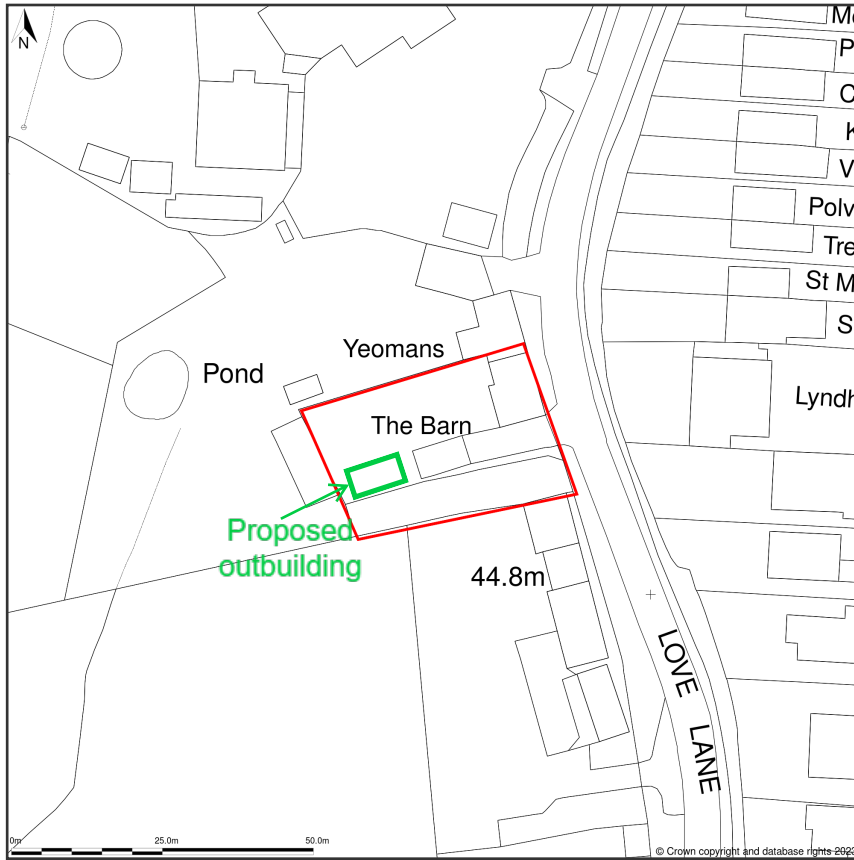 N
P
C
K
V
Polv
Tre
St M
S
Yeomans
Pond
Lyndh
The Barn
Proposed
outbuilding
44.8m
LOVE LANE
0m
25.0m
50.0m
© Crown copyright and database rights 2023